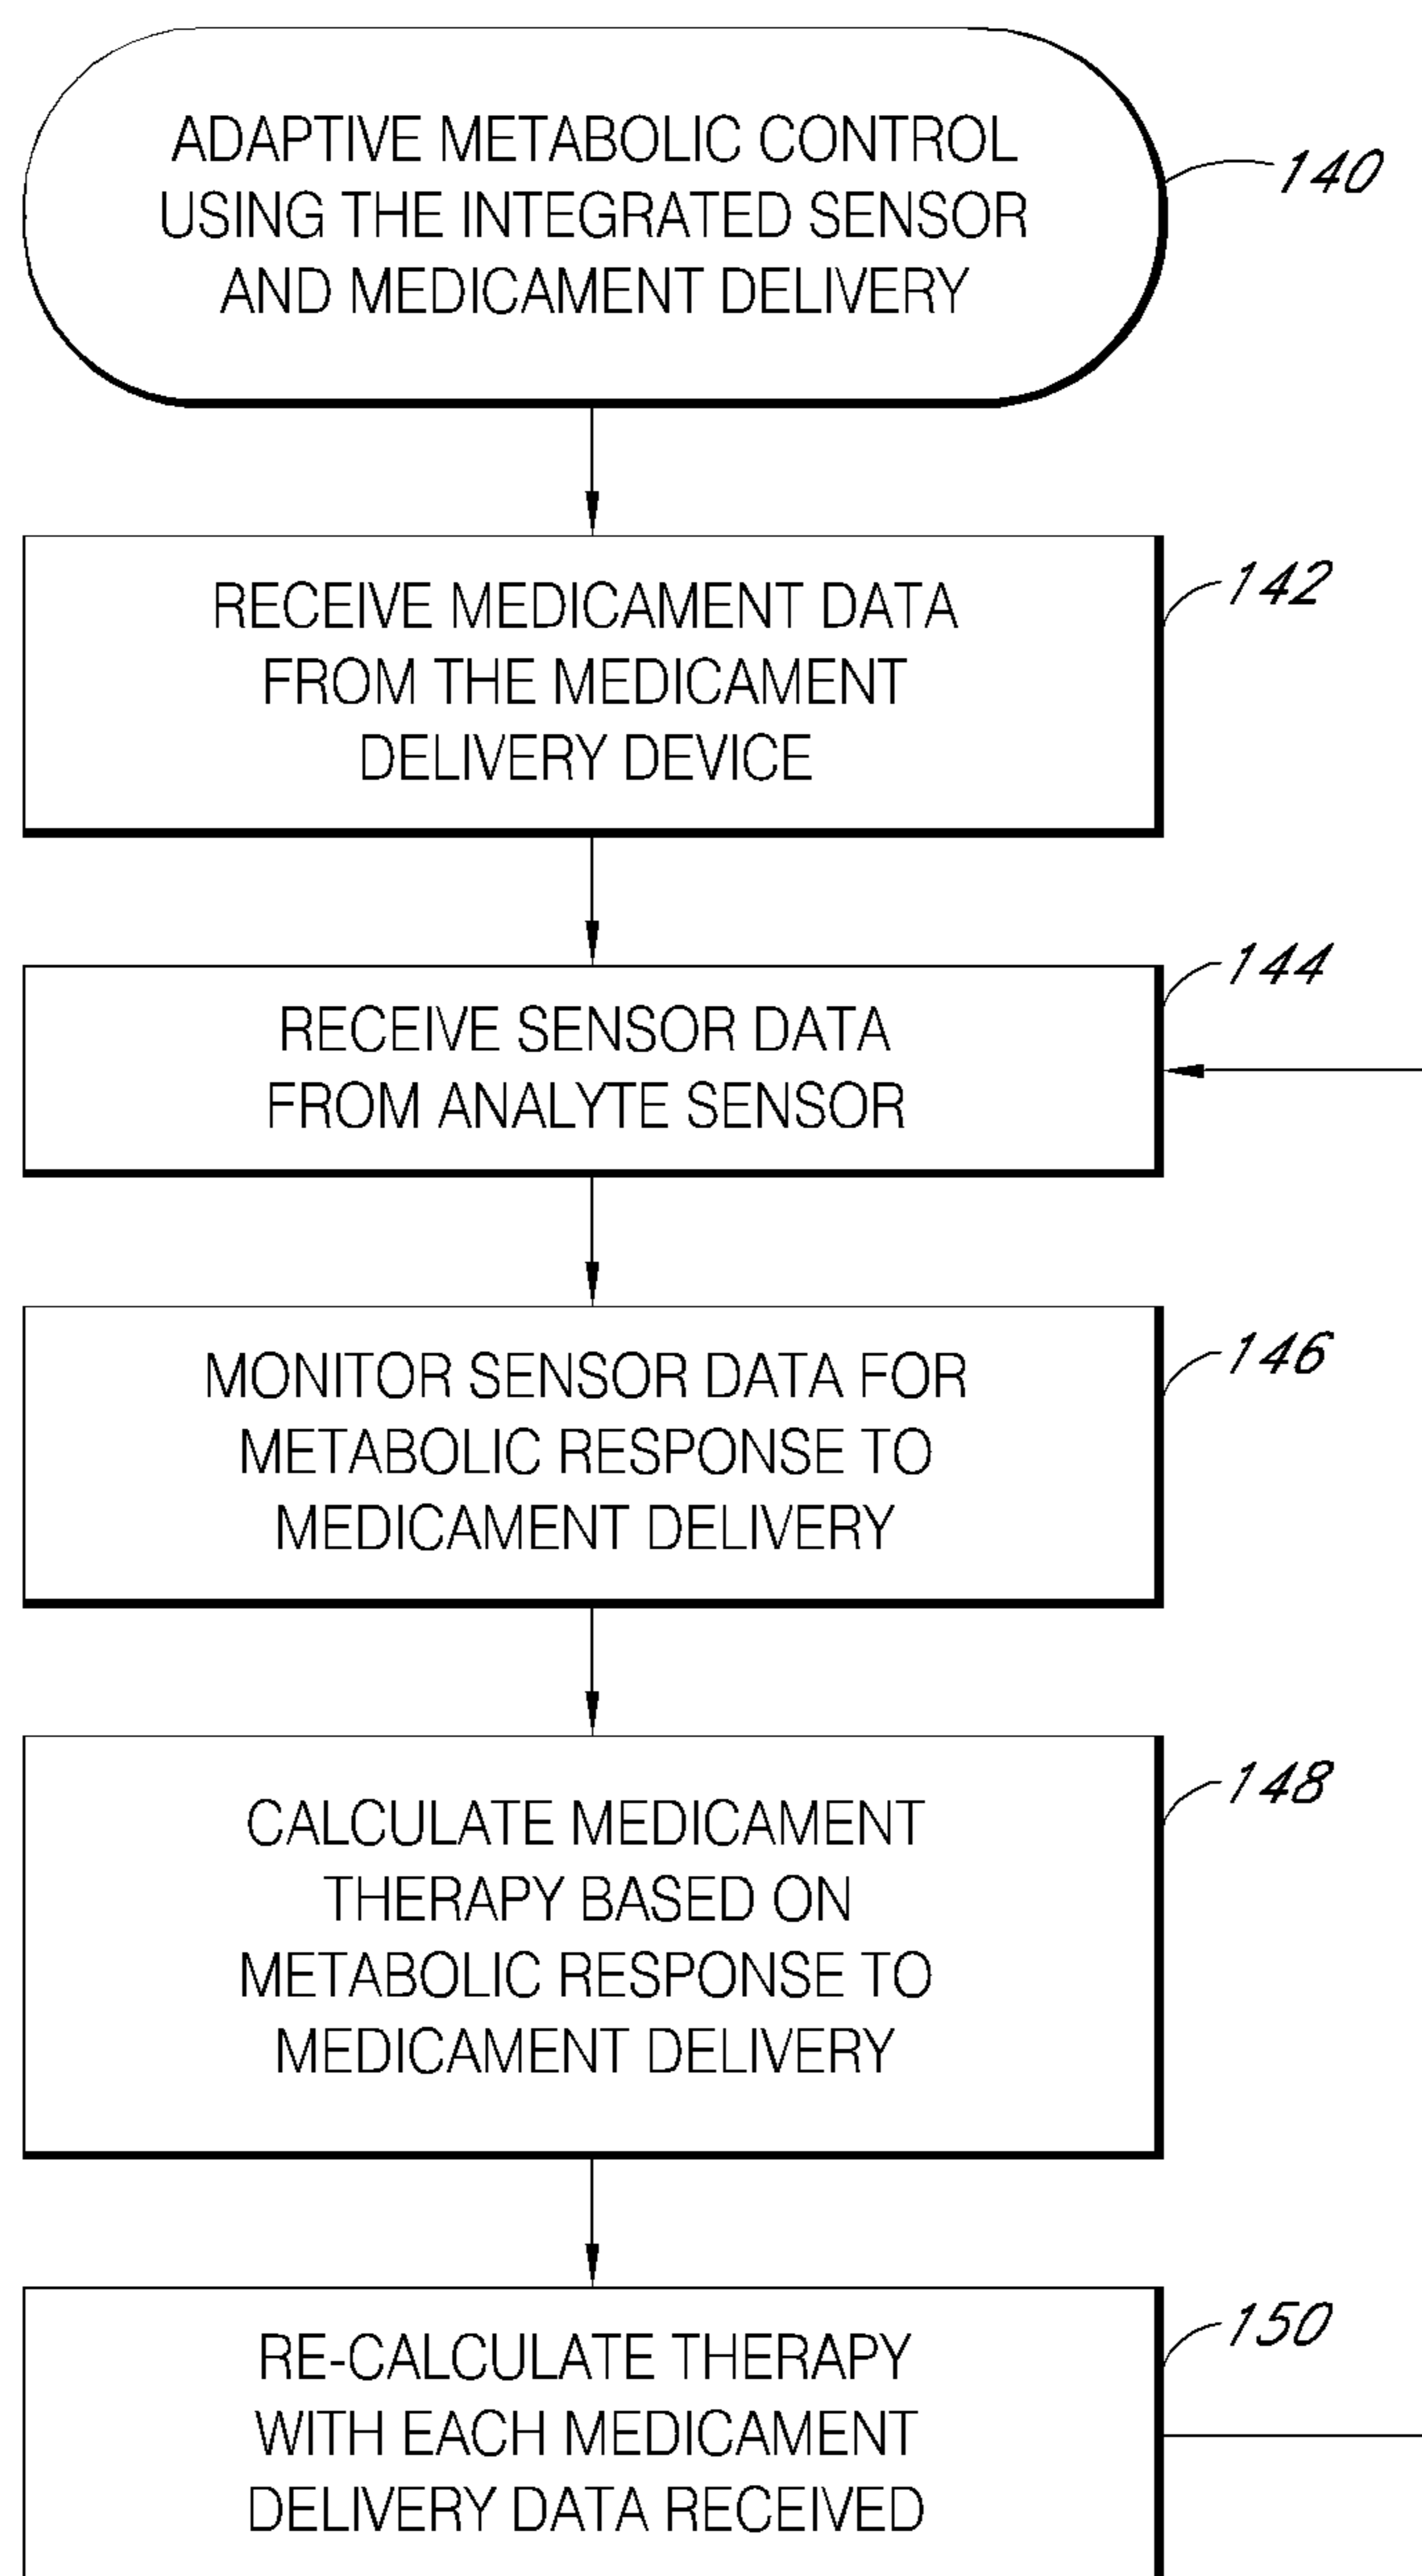 ADAPTIVE METABOLIC CONTROL
USING THE INTEGRATED SENSOR
AND MEDICAMENT DELIVERY
140
RECEIVE MEDICAMENT DATA
FROM THE MEDICAMENT
DELIVERY DEVICE
142
RECEIVE SENSOR DATA
FROM ANALYTE SENSOR
144
MONITOR SENSOR DATA FOR
METABOLIC RESPONSE TO
MEDICAMENT DELIVERY
146
CALCULATE MEDICAMENT
THERAPY BASED ON
METABOLIC RESPONSE TO
MEDICAMENT DELIVERY
148
RE-CALCULATE THERAPY
WITH EACH MEDICAMENT
DELIVERY DATA RECEIVED
150